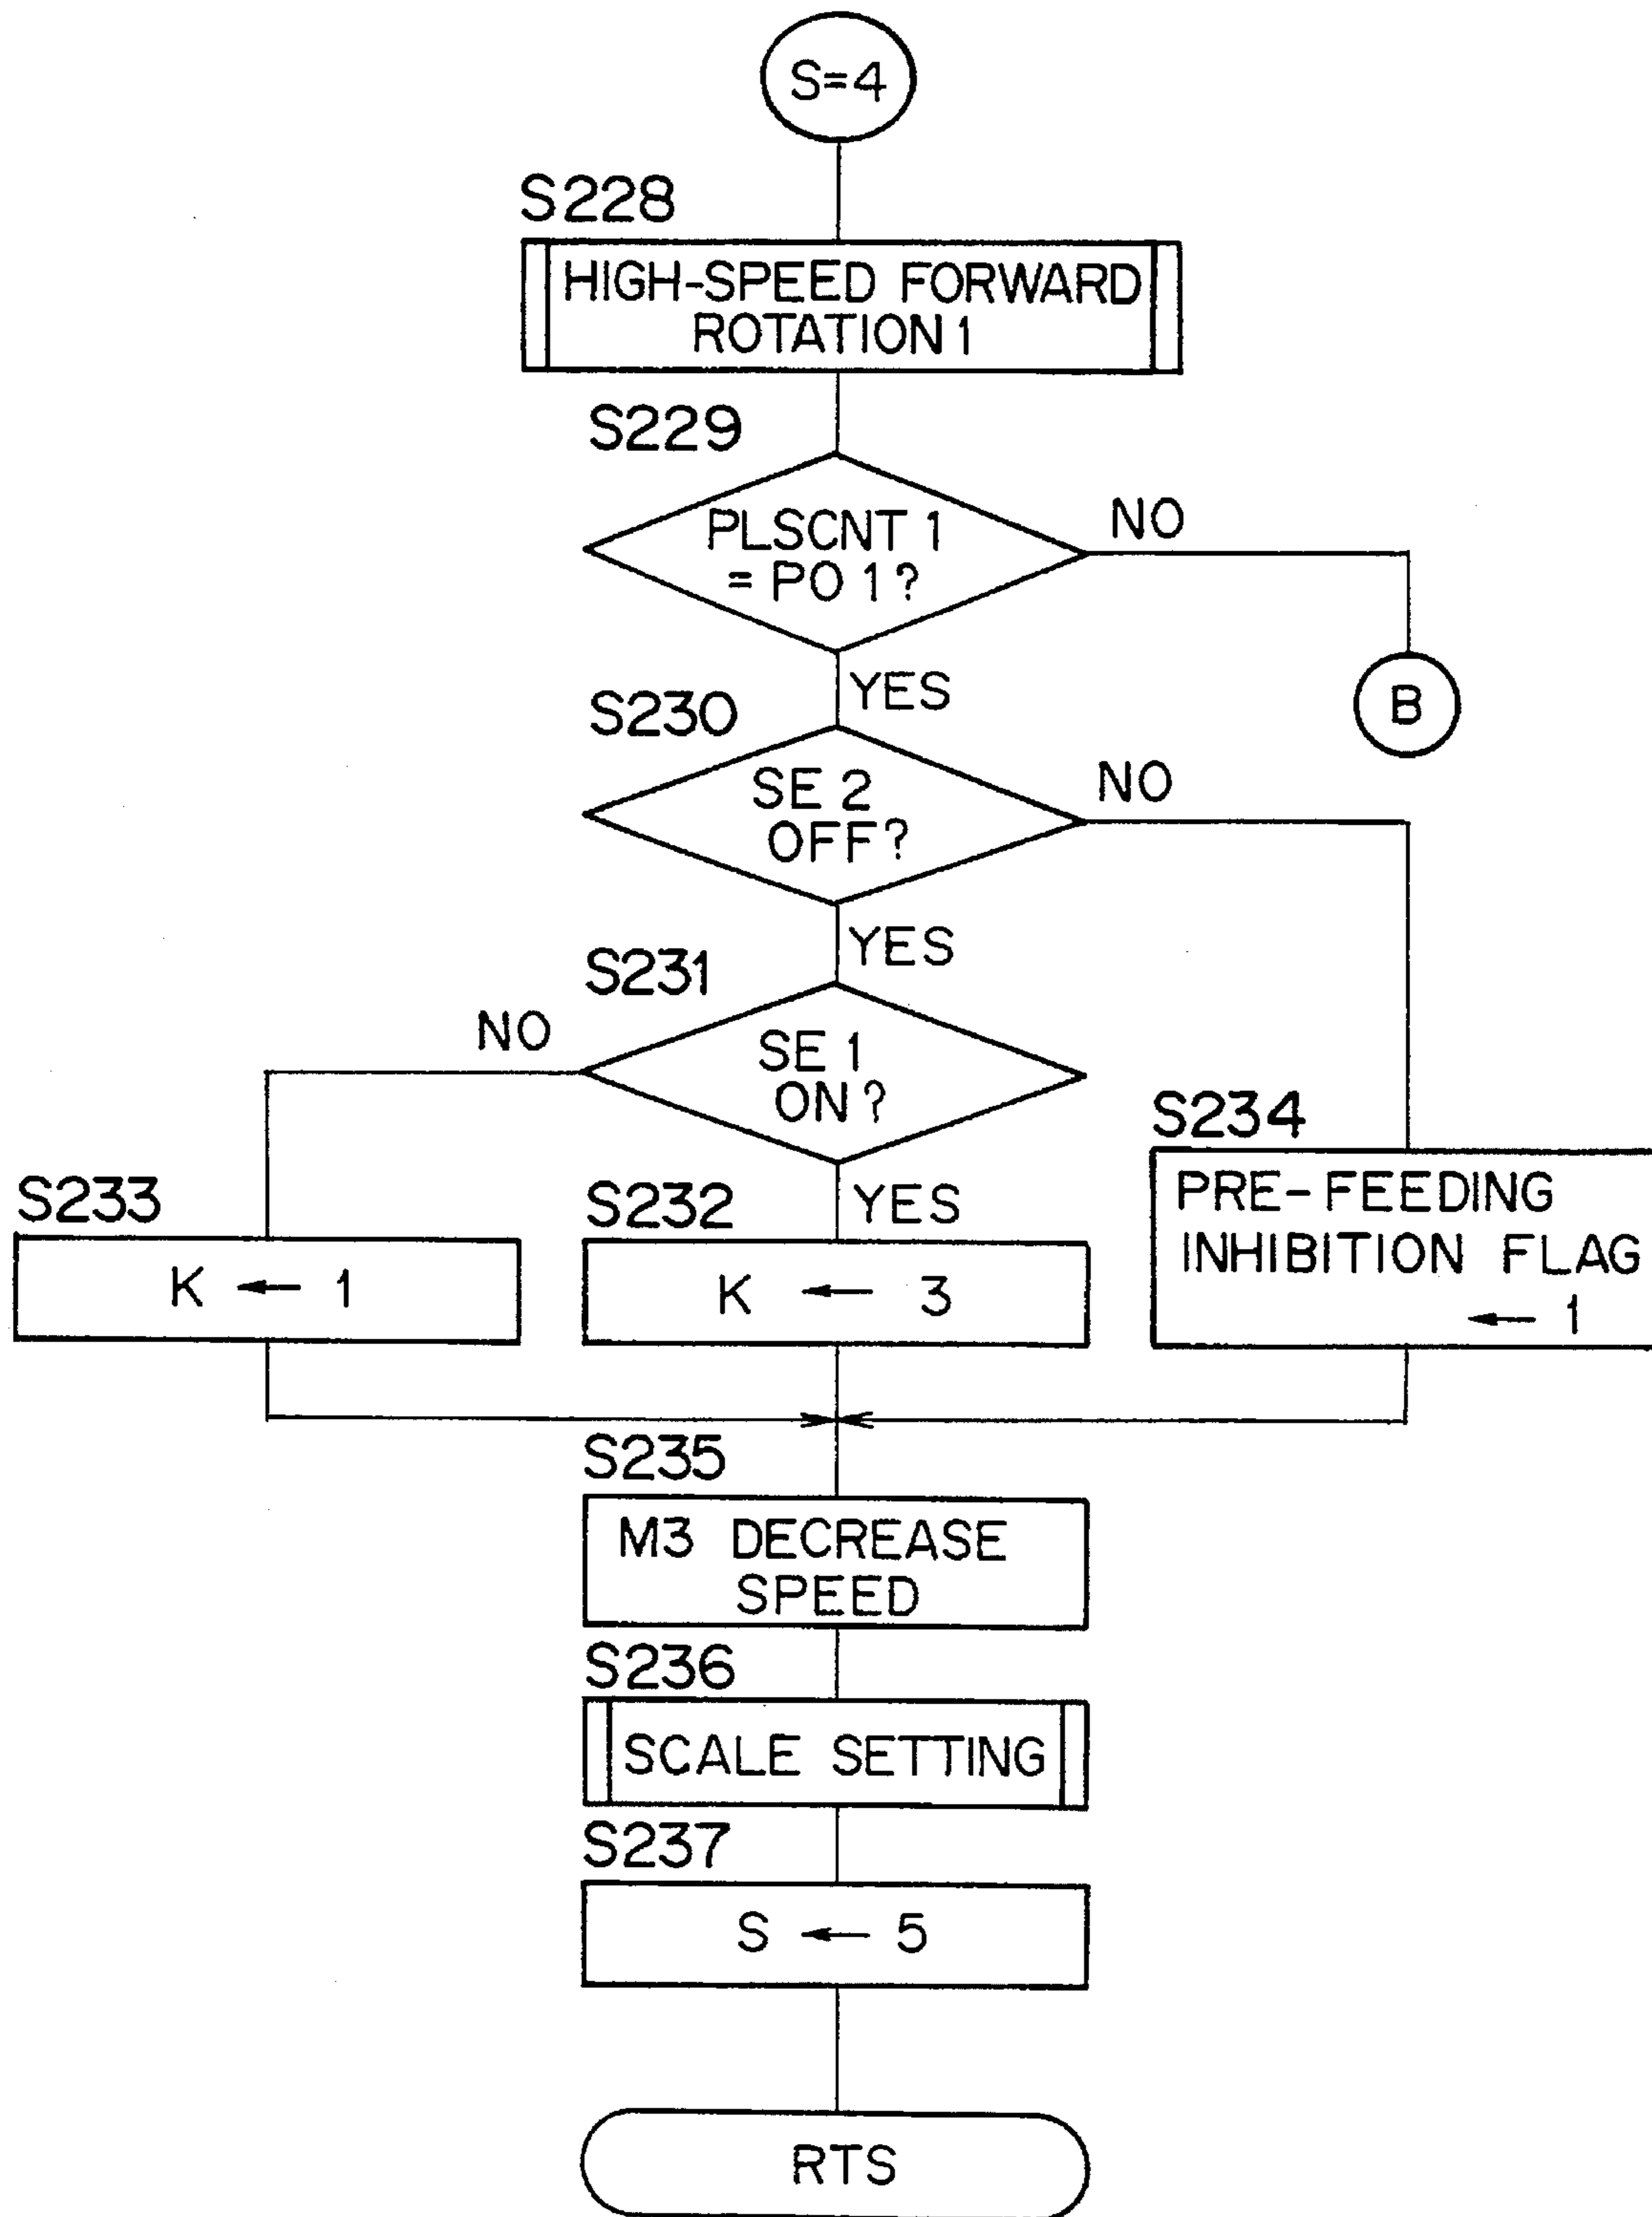 S=4
S228
HIGH-SPEED FORWARD
ROTATION 1
S229
PLSCNT 1
= PO 1?
NO
B
YES
S230
SE 2
OFF?
NO
YES
S231
SE 1
ON?
NO
YES
S234
PRE-FEEDING
INHIBITION FLAG
← 1
S233
K ← 1
S232
K ← 3
S235
M3 DECREASE
SPEED
S236
SCALE SETTING
S237
S ← 5
RTS